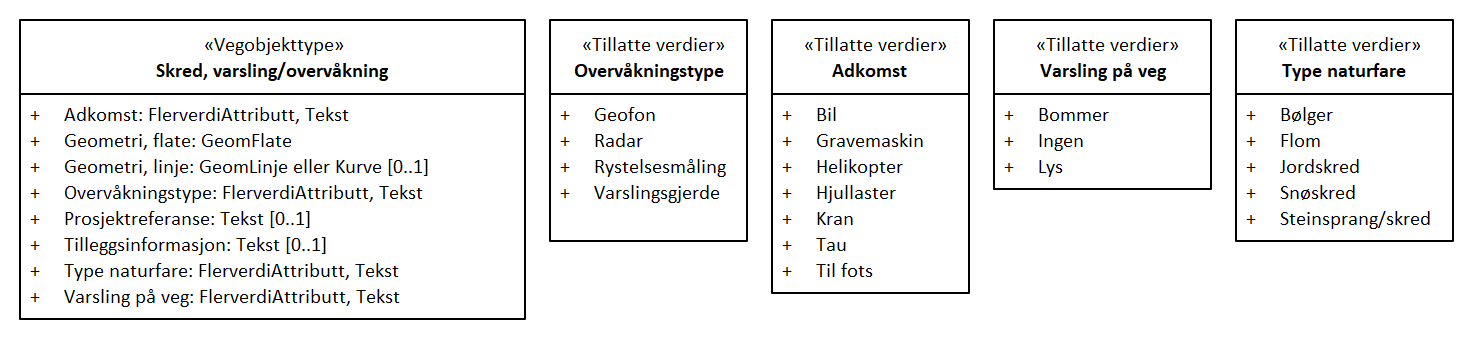 «Vegobjekttype»
Skred, varsling/overvåkning
+ Adkomst: FlerverdiAttributt, Tekst
+ Geometri, flate: GeomFlate
+ Geometri, linje: GeomLinje eller Kurve [0..1]
+ Overvåkningstype: FlerverdiAttributt, Tekst
+ Prosjektreferanse: Tekst [0..1]
+ Tilleggsinformasjon: Tekst [0..1]
+ Type naturfare: FlerverdiAttributt, Tekst
+ Varsling på veg: FlerverdiAttributt, Tekst
«Tillatte verdier»
Overvåkningstype
+ Geofon
+ Radar
+ Rystelsesmåling
+ Varslingsgjerde
«Tillatte verdier»
Adkomst
+ Bil
+ Gravemaskin
+ Helikopter
+ Hjullaster
+ Kran
+ Tau
+ Til fots
«Tillatte verdier»
Varsling på veg
+ Bommer
+ Ingen
+ Lys
«Tillatte verdier»
Type naturfare
+ Bølger
+ Flom
+ Jordskred
+ Snøskred
+ Steinsprang/skred